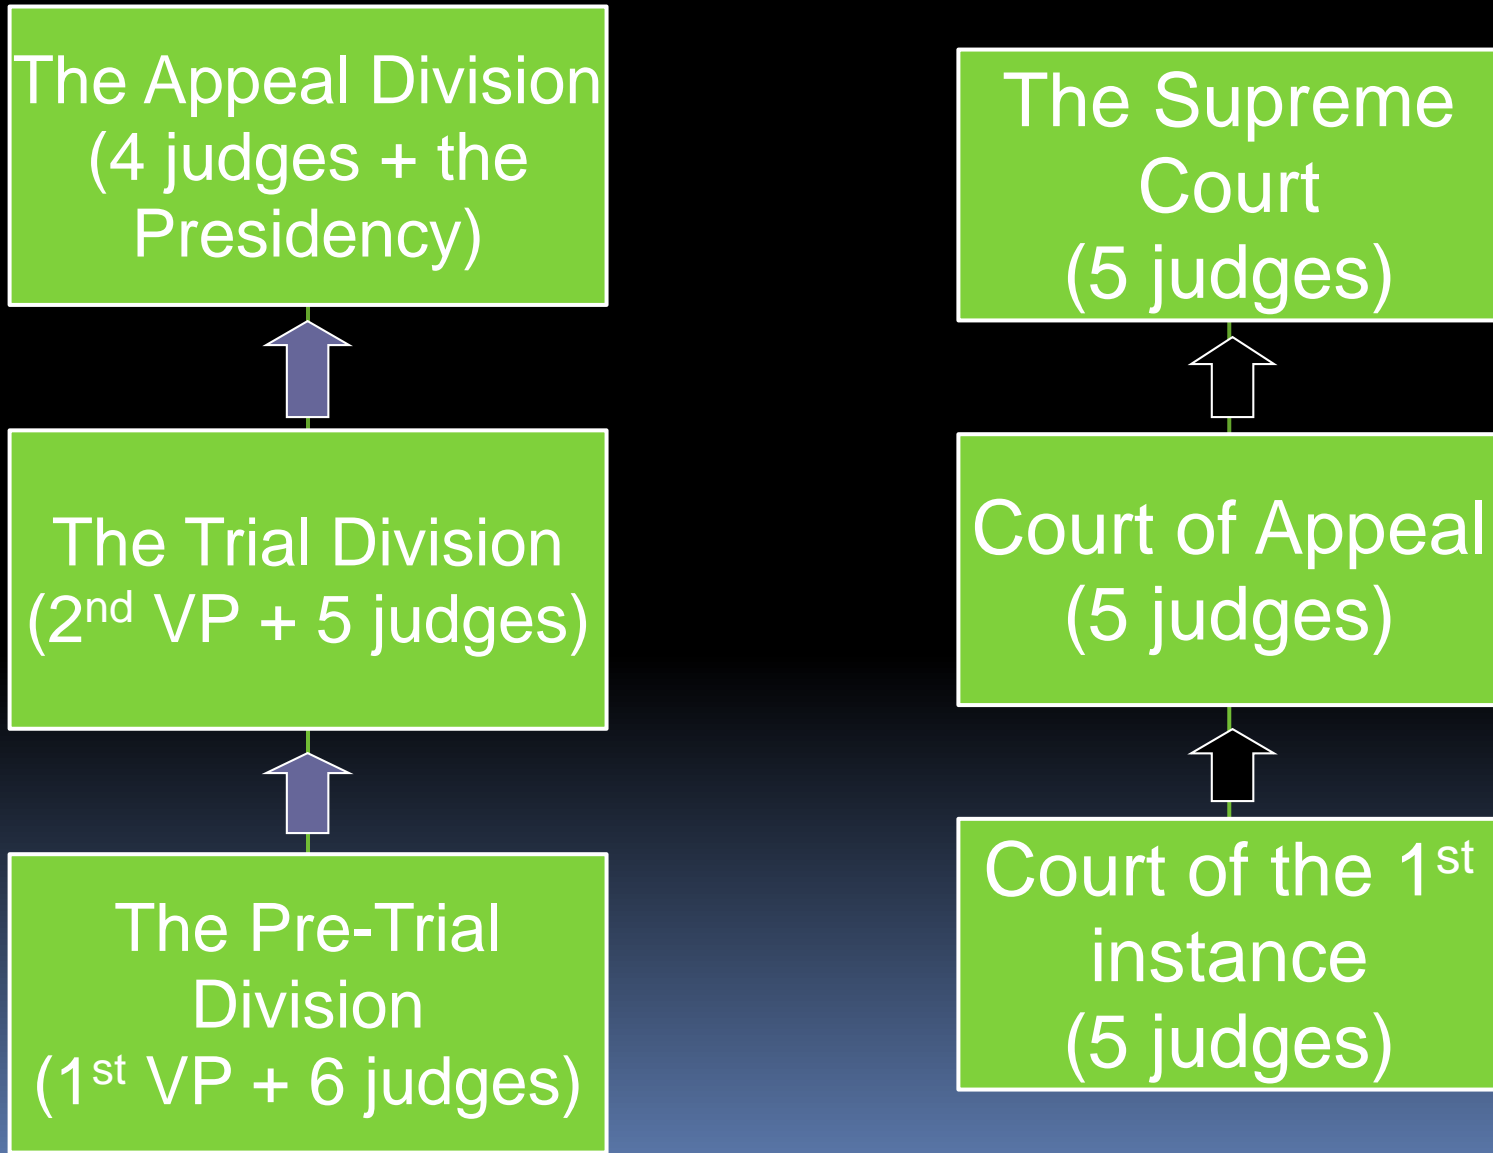 The Appeal Division
(4 judges + the
Presidency)
The Trial Division
(2nd VP + 5 judges)
The Pre-Trial
Division
(1st VP + 6 judges)
The Supreme
Court
(5 judges)
Court of Appeal
(5 judges)
Court of the 1st
instance
(5 judges)